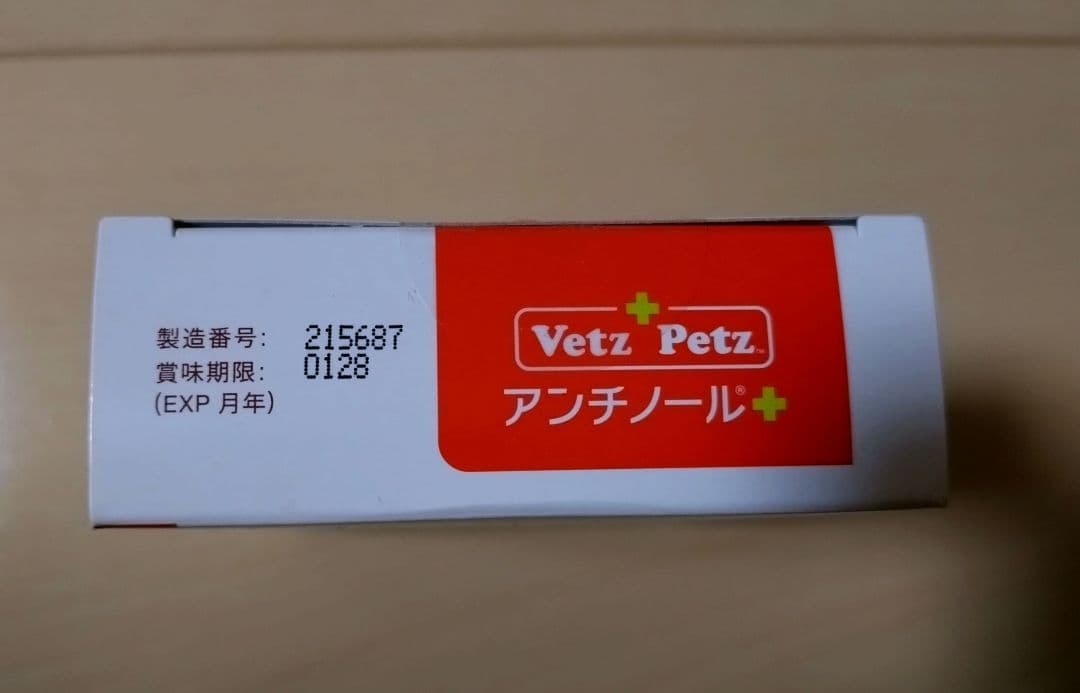 製造番号: 215687
賞味期限: 0128
(EXP 月年)
Vetz Petz™
アンチノール®